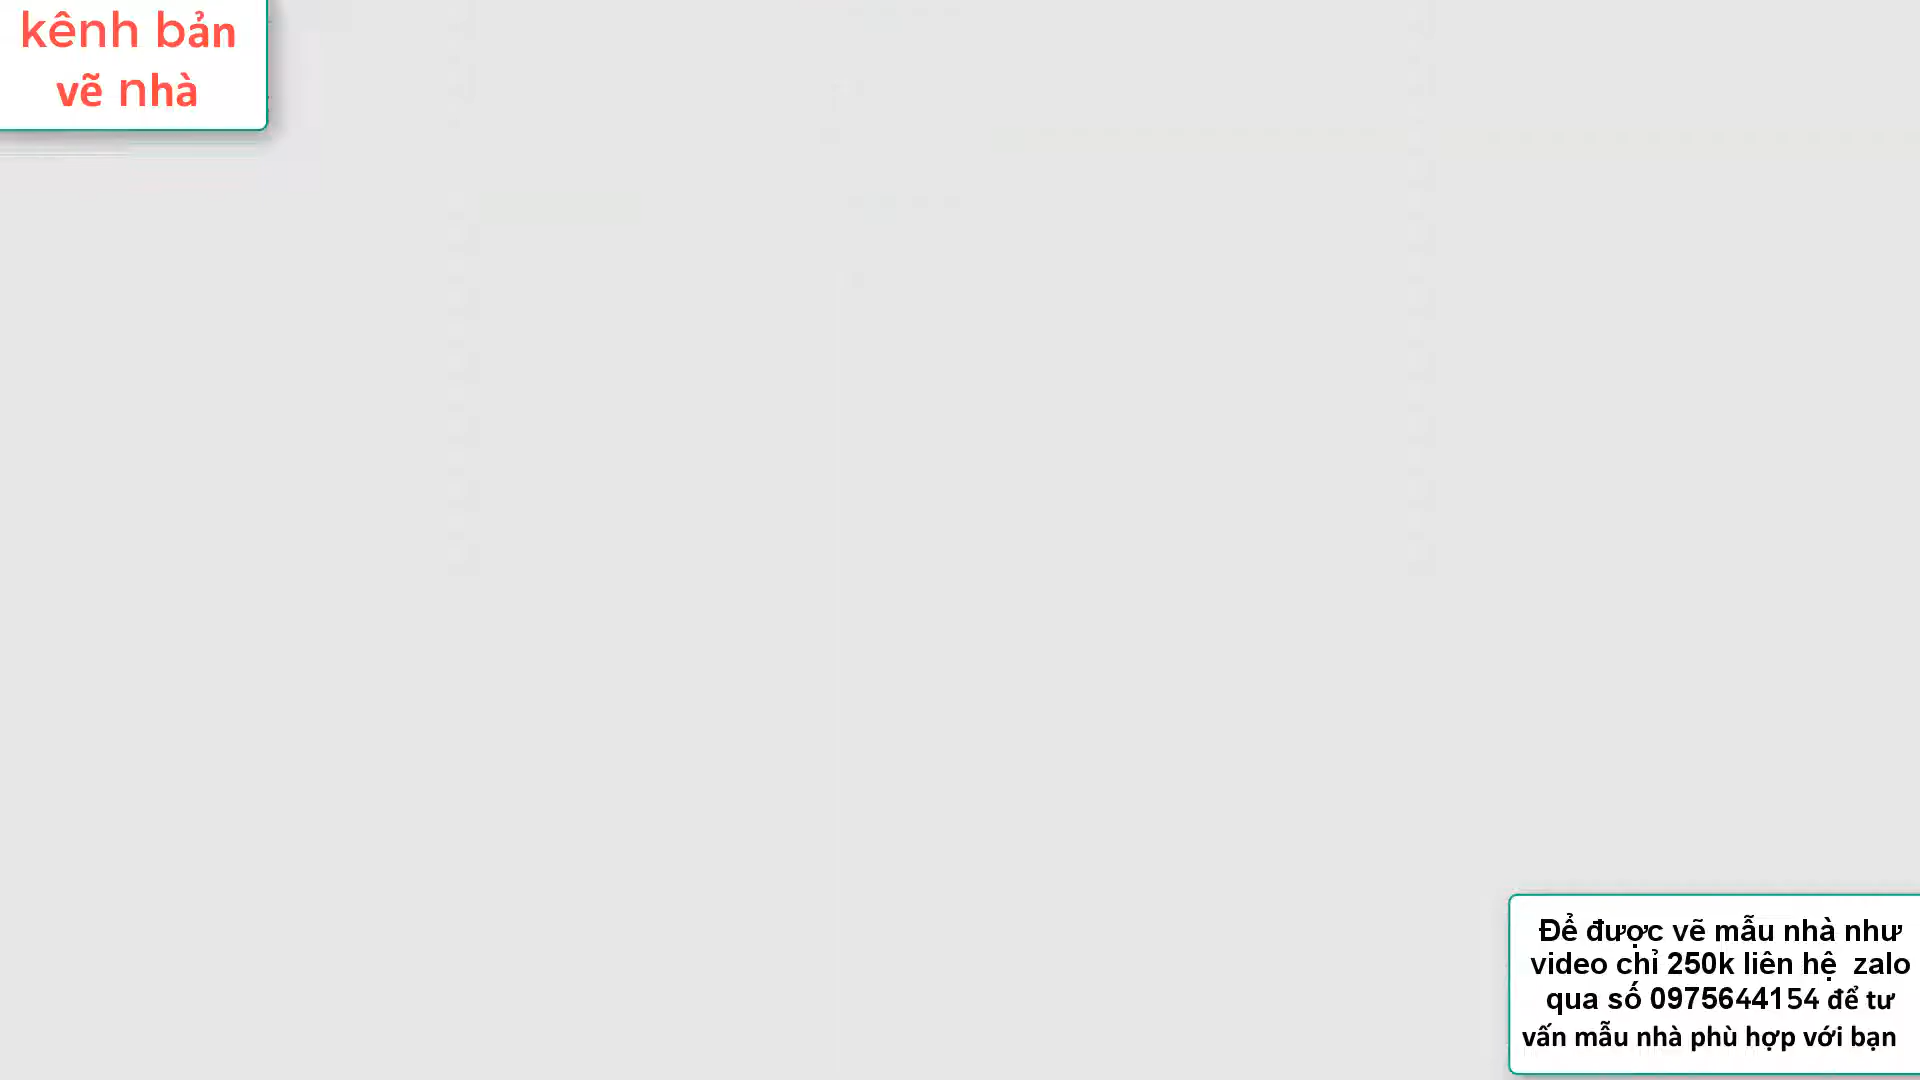 kênh bản
vẽ nhà
Để được vẽ mẫu nhà như
video chỉ 250k liên hệ zalo
qua số 0975644154 để tư
vấn mẫu nhà phù hợp với bạn